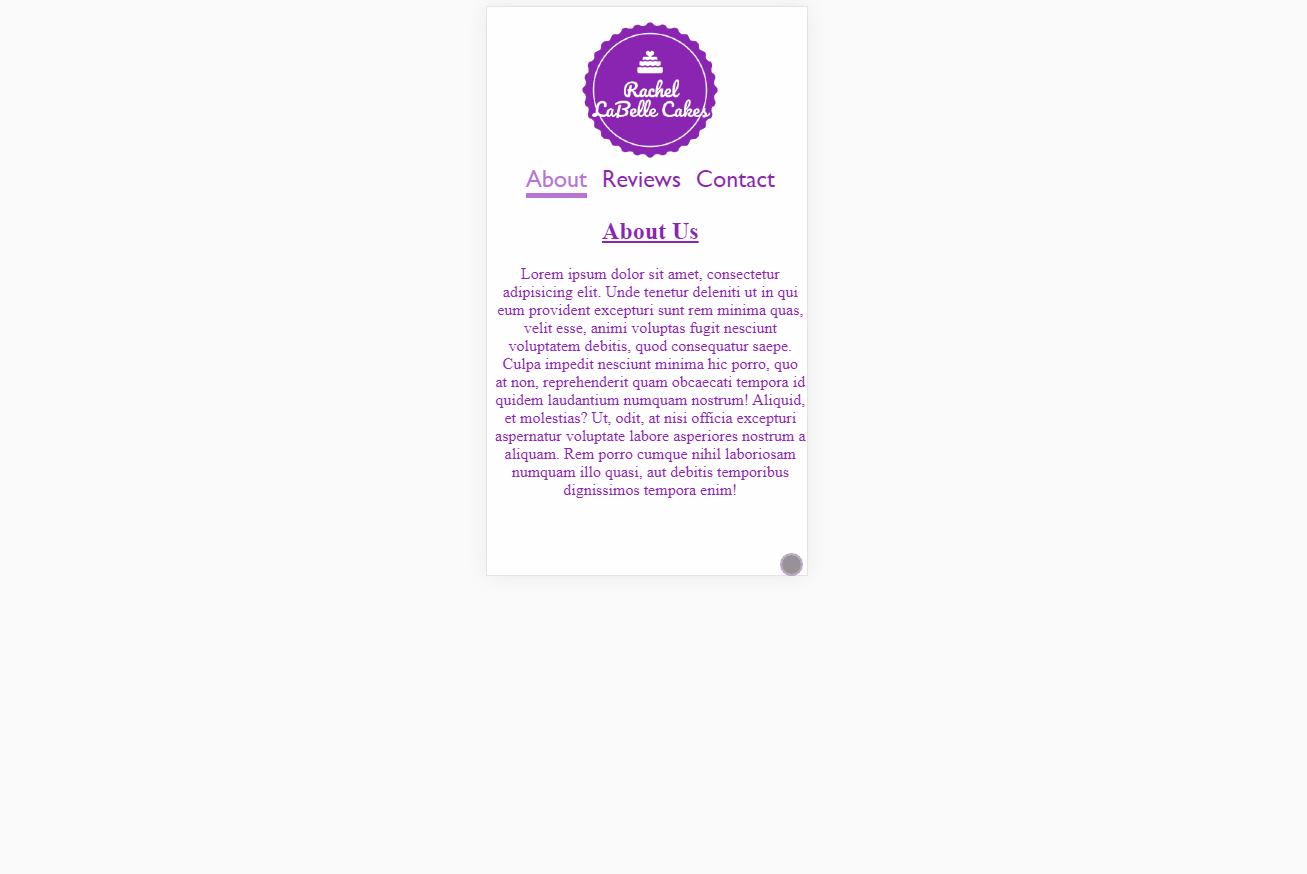 Rachel
LaBelle Cakes
About Reviews Contact
About Us
Lorem ipsum dolor sit amet, consectetur
adipisicing elit. Unde tenetur deleniti ut in qui
eum provident excepturi sunt rem minima quas,
velit esse, animi voluptas fugit nesciunt
voluptatem debitis, quod consequatur saepe.
Culpa impedit nesciunt minima hic porro, quo
at non, reprehenderit quam obcaecati tempora id
quidem laudantium numquam nostrum! Aliquid,
et molestias? Ut, odit, at nisi officia excepturi
aspernatur voluptate labore asperiores nostrum a
aliquam. Rem porro cumque nihil laboriosam
numquam illo quasi, aut debitis temporibus
dignissimos tempora enim!